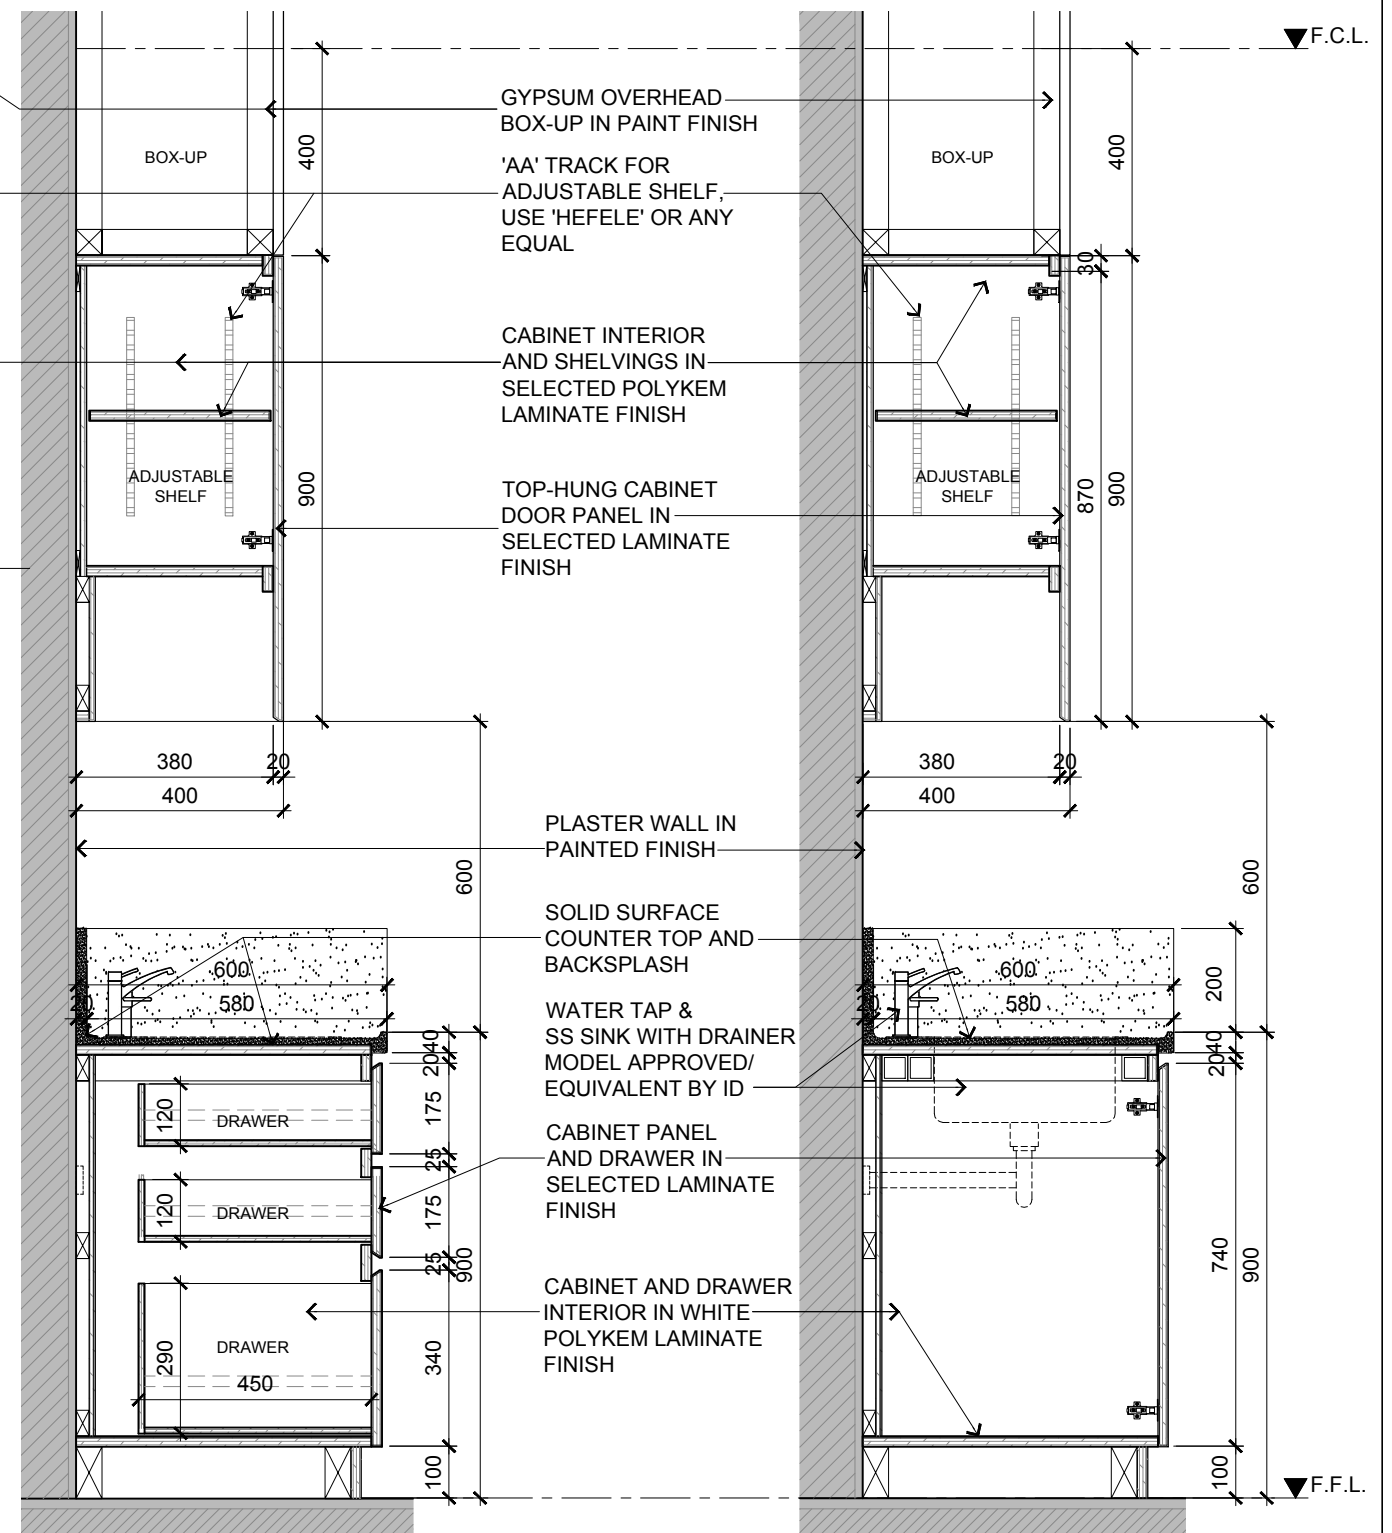 F.C.L.
GYPSUM OVERHEAD
BOX-UP IN PAINT FINISH
BOX-UP
BOX-UP
400
400
'AA' TRACK FOR
ADJUSTABLE SHELF,
USE 'HEFELE' OR ANY
EQUAL
30
CABINET INTERIOR
AND SHELVINGS IN
SELECTED POLYKEM
LAMINATE FINISH
ADJUSTABLE
SHELF
900
ADJUSTABLE
SHELF
870
900
TOP-HUNG CABINET
DOOR PANEL IN
SELECTED LAMINATE
FINISH
380
20
400
380
20
400
PLASTER WALL IN
PAINTED FINISH
600
600
SOLID SURFACE
COUNTER TOP AND
BACKSPLASH
600
580
20
600
580
200
WATER TAP &
SS SINK WITH DRAINER
MODEL APPROVED/
EQUIVALENT BY ID
40
20
40
20
120
DRAWER
175
CABINET PANEL
AND DRAWER IN
SELECTED LAMINATE
FINISH
25
120
DRAWER
175
25
900
740
900
CABINET AND DRAWER
INTERIOR IN WHITE
POLYKEM LAMINATE
FINISH
290
DRAWER
450
340
100
100
F.F.L.